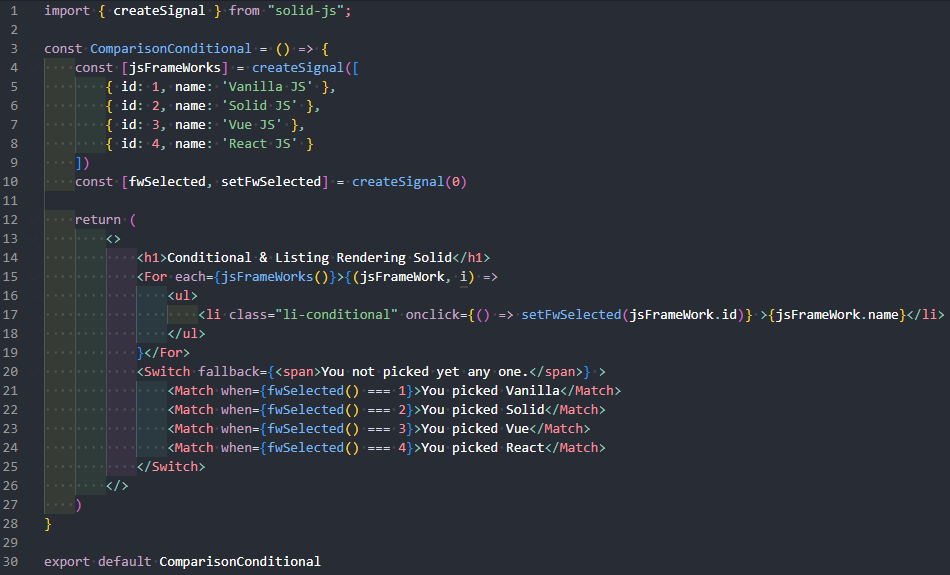 1 import { createSignal } from "solid-js";
2
3 const ComparisonConditional = () => {
4     const [jsFrameWorks] = createSignal([
5         { id: 1, name: 'Vanilla JS' },
6         { id: 2, name: 'Solid JS' },
7         { id: 3, name: 'Vue JS' },
8         { id: 4, name: 'React JS' }
9     ])
10     const [fwSelected, setFwSelected] = createSignal(0)
11
12     return (
13         <>
14             <h1>Conditional & Listing Rendering Solid</h1>
15             <For each={jsFrameWorks()}>{(jsFrameWork, i) =>
16                 <ul>
17                     <li class="li-conditional" onclick={() => setFwSelected(jsFrameWork.id)} >{jsFrameWork.name}</li>
18                 </ul>
19             }</For>
20             <Switch fallback={<span>You not picked yet any one.</span>} >
21                 <Match when={fwSelected() === 1}>You picked Vanilla</Match>
22                 <Match when={fwSelected() === 2}>You picked Solid</Match>
23                 <Match when={fwSelected() === 3}>You picked Vue</Match>
24                 <Match when={fwSelected() === 4}>You picked React</Match>
25             </Switch>
26         </>
27     )
28 }
29
30 export default ComparisonConditional